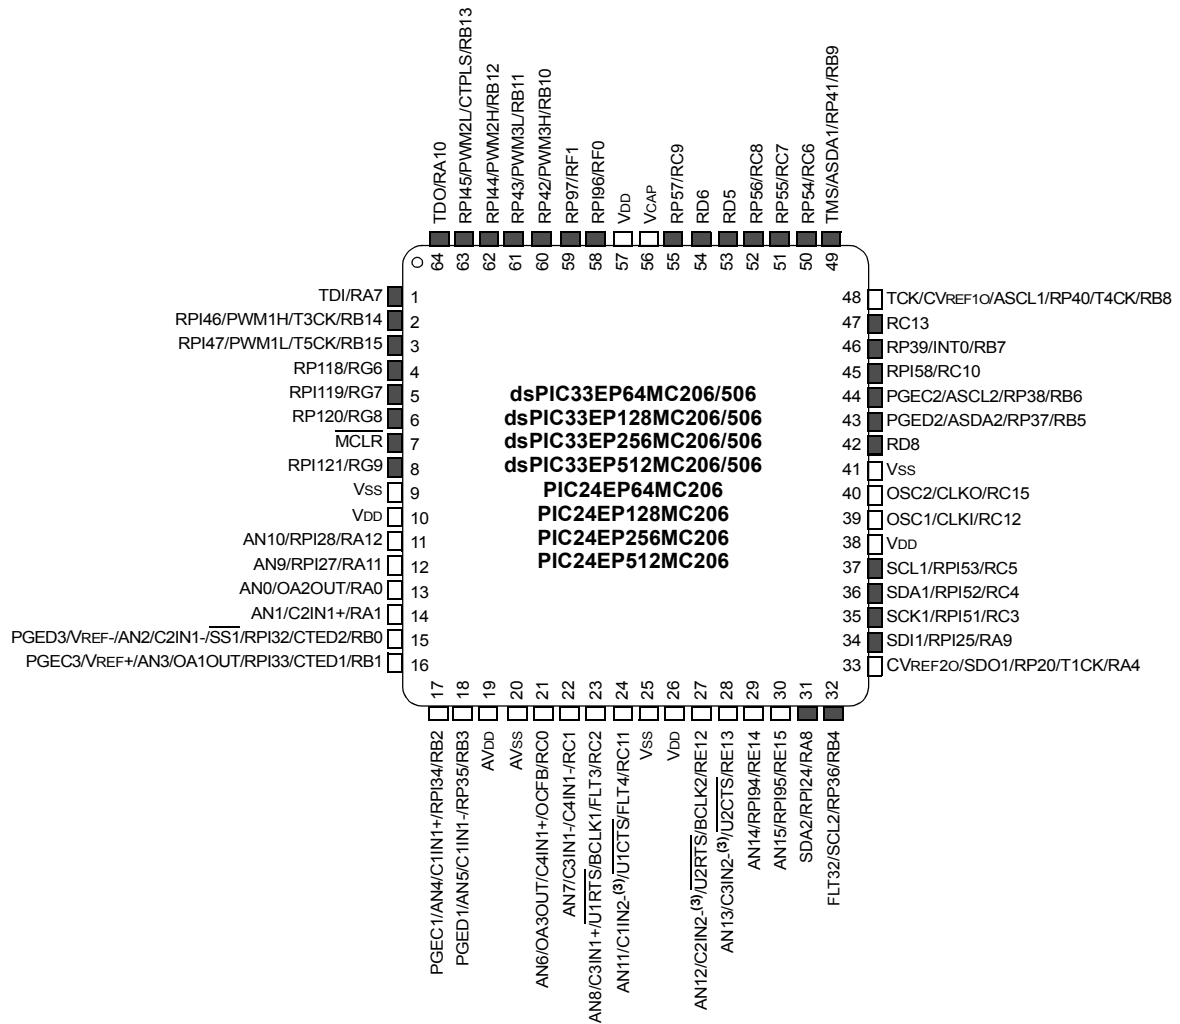 TDO/RA10
RPI45/PWM2L/CTPLS/RB13
RPI44/PWM2H/RB12
RP43/PWM3L/RB11
RP42/PWM3H/RB10
RP97/RF1
RPI96/RF0
VDD
VCAP
RP57/RC9
RD6
RD5
RP56/RC8
RP55/RC7
RP54/RC6
TMS/ASDA1/RP41/RB9
64 63 62 61 60 59 58 57 56 55 54 53 52 51 50 49
TDI/RA7 1
RPI46/PWM1H/T3CK/RB14 2
RPI47/PWM1L/T5CK/RB15 3
RP118/RG6 4
RPI119/RG7 5
RP120/RG8 6
MCLR 7
RPI121/RG9 8
VSS 9
VDD 10
AN10/RPI28/RA12 11
AN9/RPI27/RA11 12
AN0/OA2OUT/RA0 13
AN1/C2IN1+/RA1 14
PGED3/VREF-/AN2/C2IN1-/SS1/RPI32/CTED2/RB0 15
PGEC3/VREF+/AN3/OA1OUT/RPI33/CTED1/RB1 16
dsPIC33EP64MC206/506
dsPIC33EP128MC206/506
dsPIC33EP256MC206/506
dsPIC33EP512MC206/506
PIC24EP64MC206
PIC24EP128MC206
PIC24EP256MC206
PIC24EP512MC206
48 TCK/CVREF1O/ASCL1/RP40/T4CK/RB8
47 RC13
46 RP39/INT0/RB7
45 RPI58/RC10
44 PGEC2/ASCL2/RP38/RB6
43 PGED2/ASDA2/RP37/RB5
42 RD8
41 VSS
40 OSC2/CLKO/RC15
39 OSC1/CLKI/RC12
38 VDD
37 SCL1/RPI53/RC5
36 SDA1/RPI52/RC4
35 SCK1/RPI51/RC3
34 SDI1/RPI25/RA9
33 CVREF2O/SDO1/RP20/T1CK/RA4
17 18 19 20 21 22 23 24 25 26 27 28 29 30 31 32
PGEC1/AN4/C1IN1+/RPI34/RB2
PGED1/AN5/C1IN1-/RP35/RB3
AVDD
AVSS
AN6/OA3OUT/C4IN1+/OCFB/RC0
AN7/C3IN1-/C4IN1-/RC1
AN8/C3IN1+/U1RTS/BCLK1/FLT3/RC2
AN11/C1IN2-(3)/U1CTS/FLT4/RC11
VSS
VDD
AN12/C2IN2-(3)/U2RTS/BCLK2/RE12
AN13/C3IN2-(3)/U2CTS/RE13
AN14/RPI94/RE14
AN15/RPI95/RE15
SDA2/RPI24/RA8
FLT32/SCL2/RP36/RB4